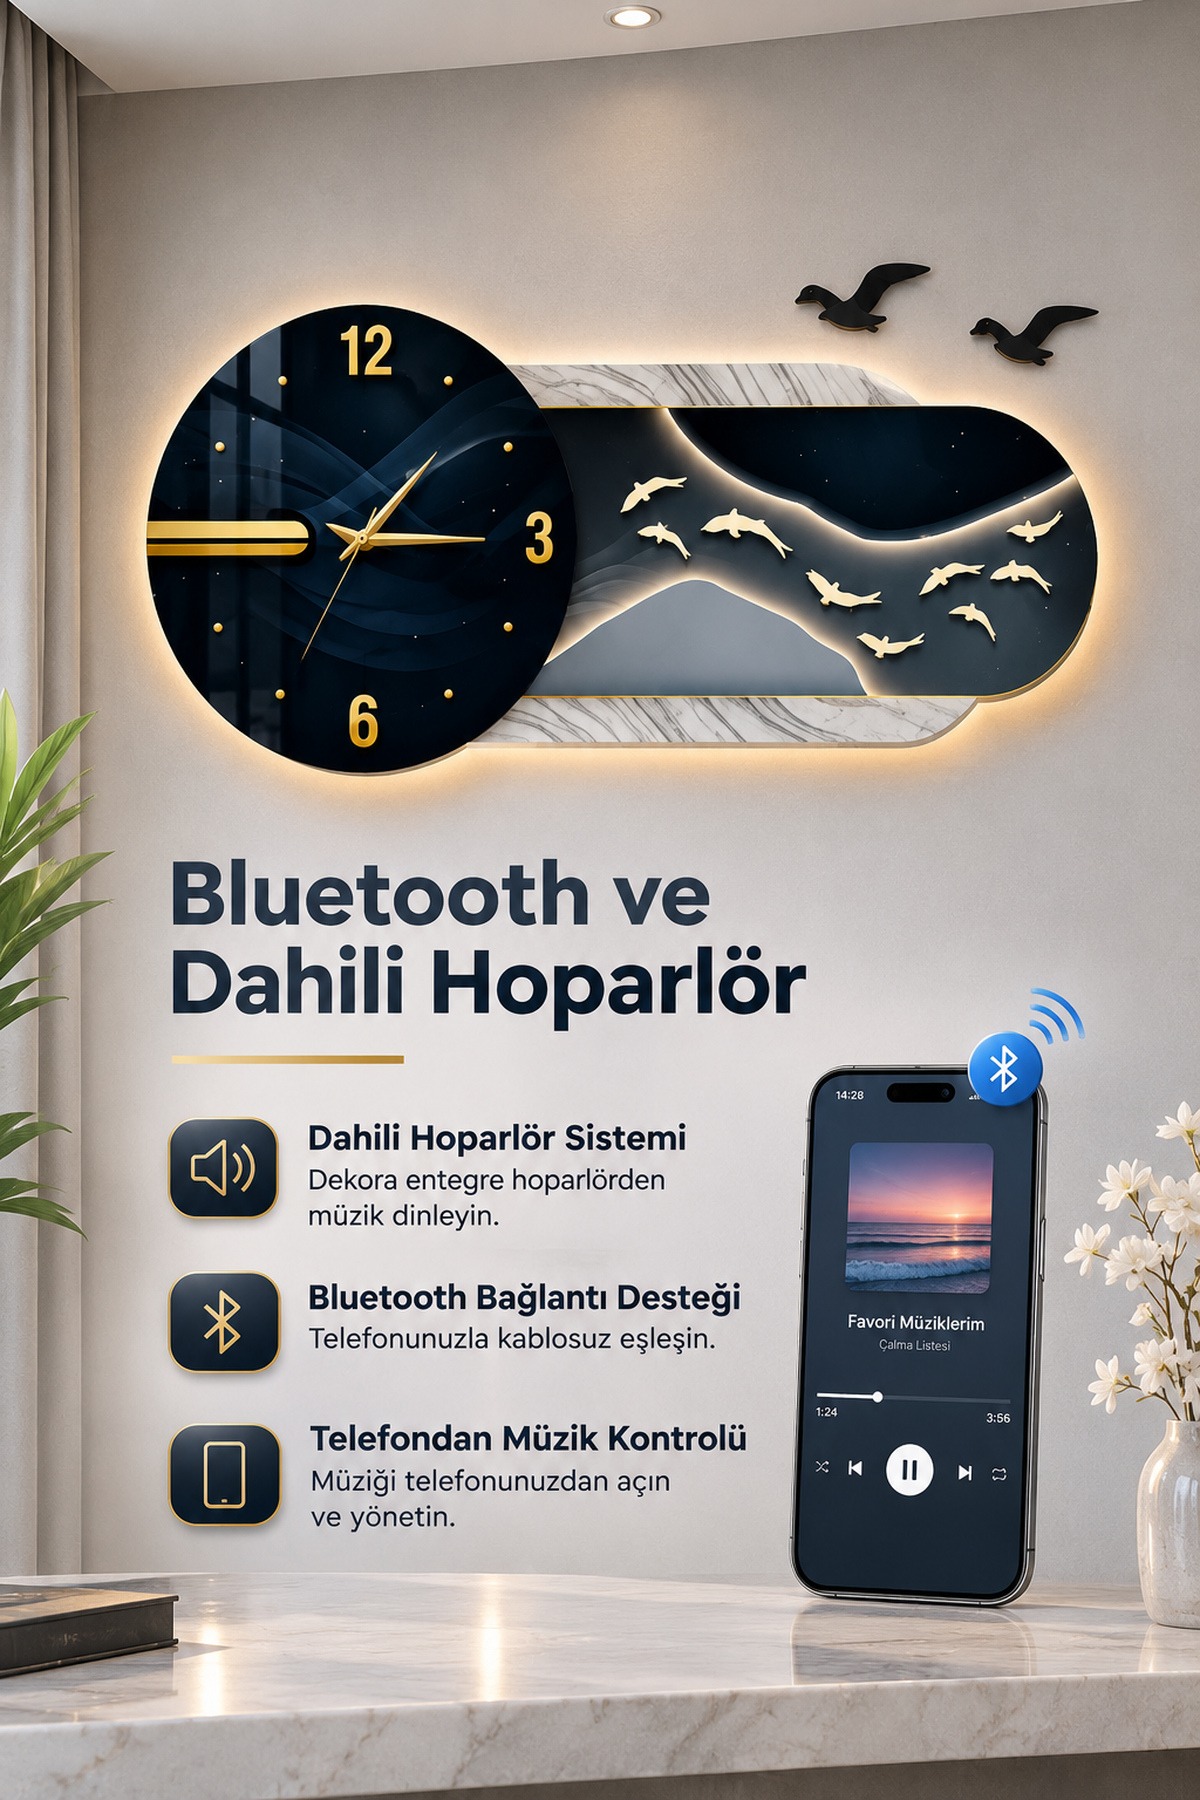 12
3
6
Bluetooth ve
Dahili Hoparlör
Dahili Hoparlör Sistemi
Dekora entegre hoparlörden
müzik dinleyin.
Bluetooth Bağlantı Desteği
Telefonunuzla kablosuz eşleşin.
Telefondan Müzik Kontrolü
Müziği telefonunuzdan açın
ve yönetin.
14:28
Favori Müziklerim
Çalma Listesi
1:24
3:56